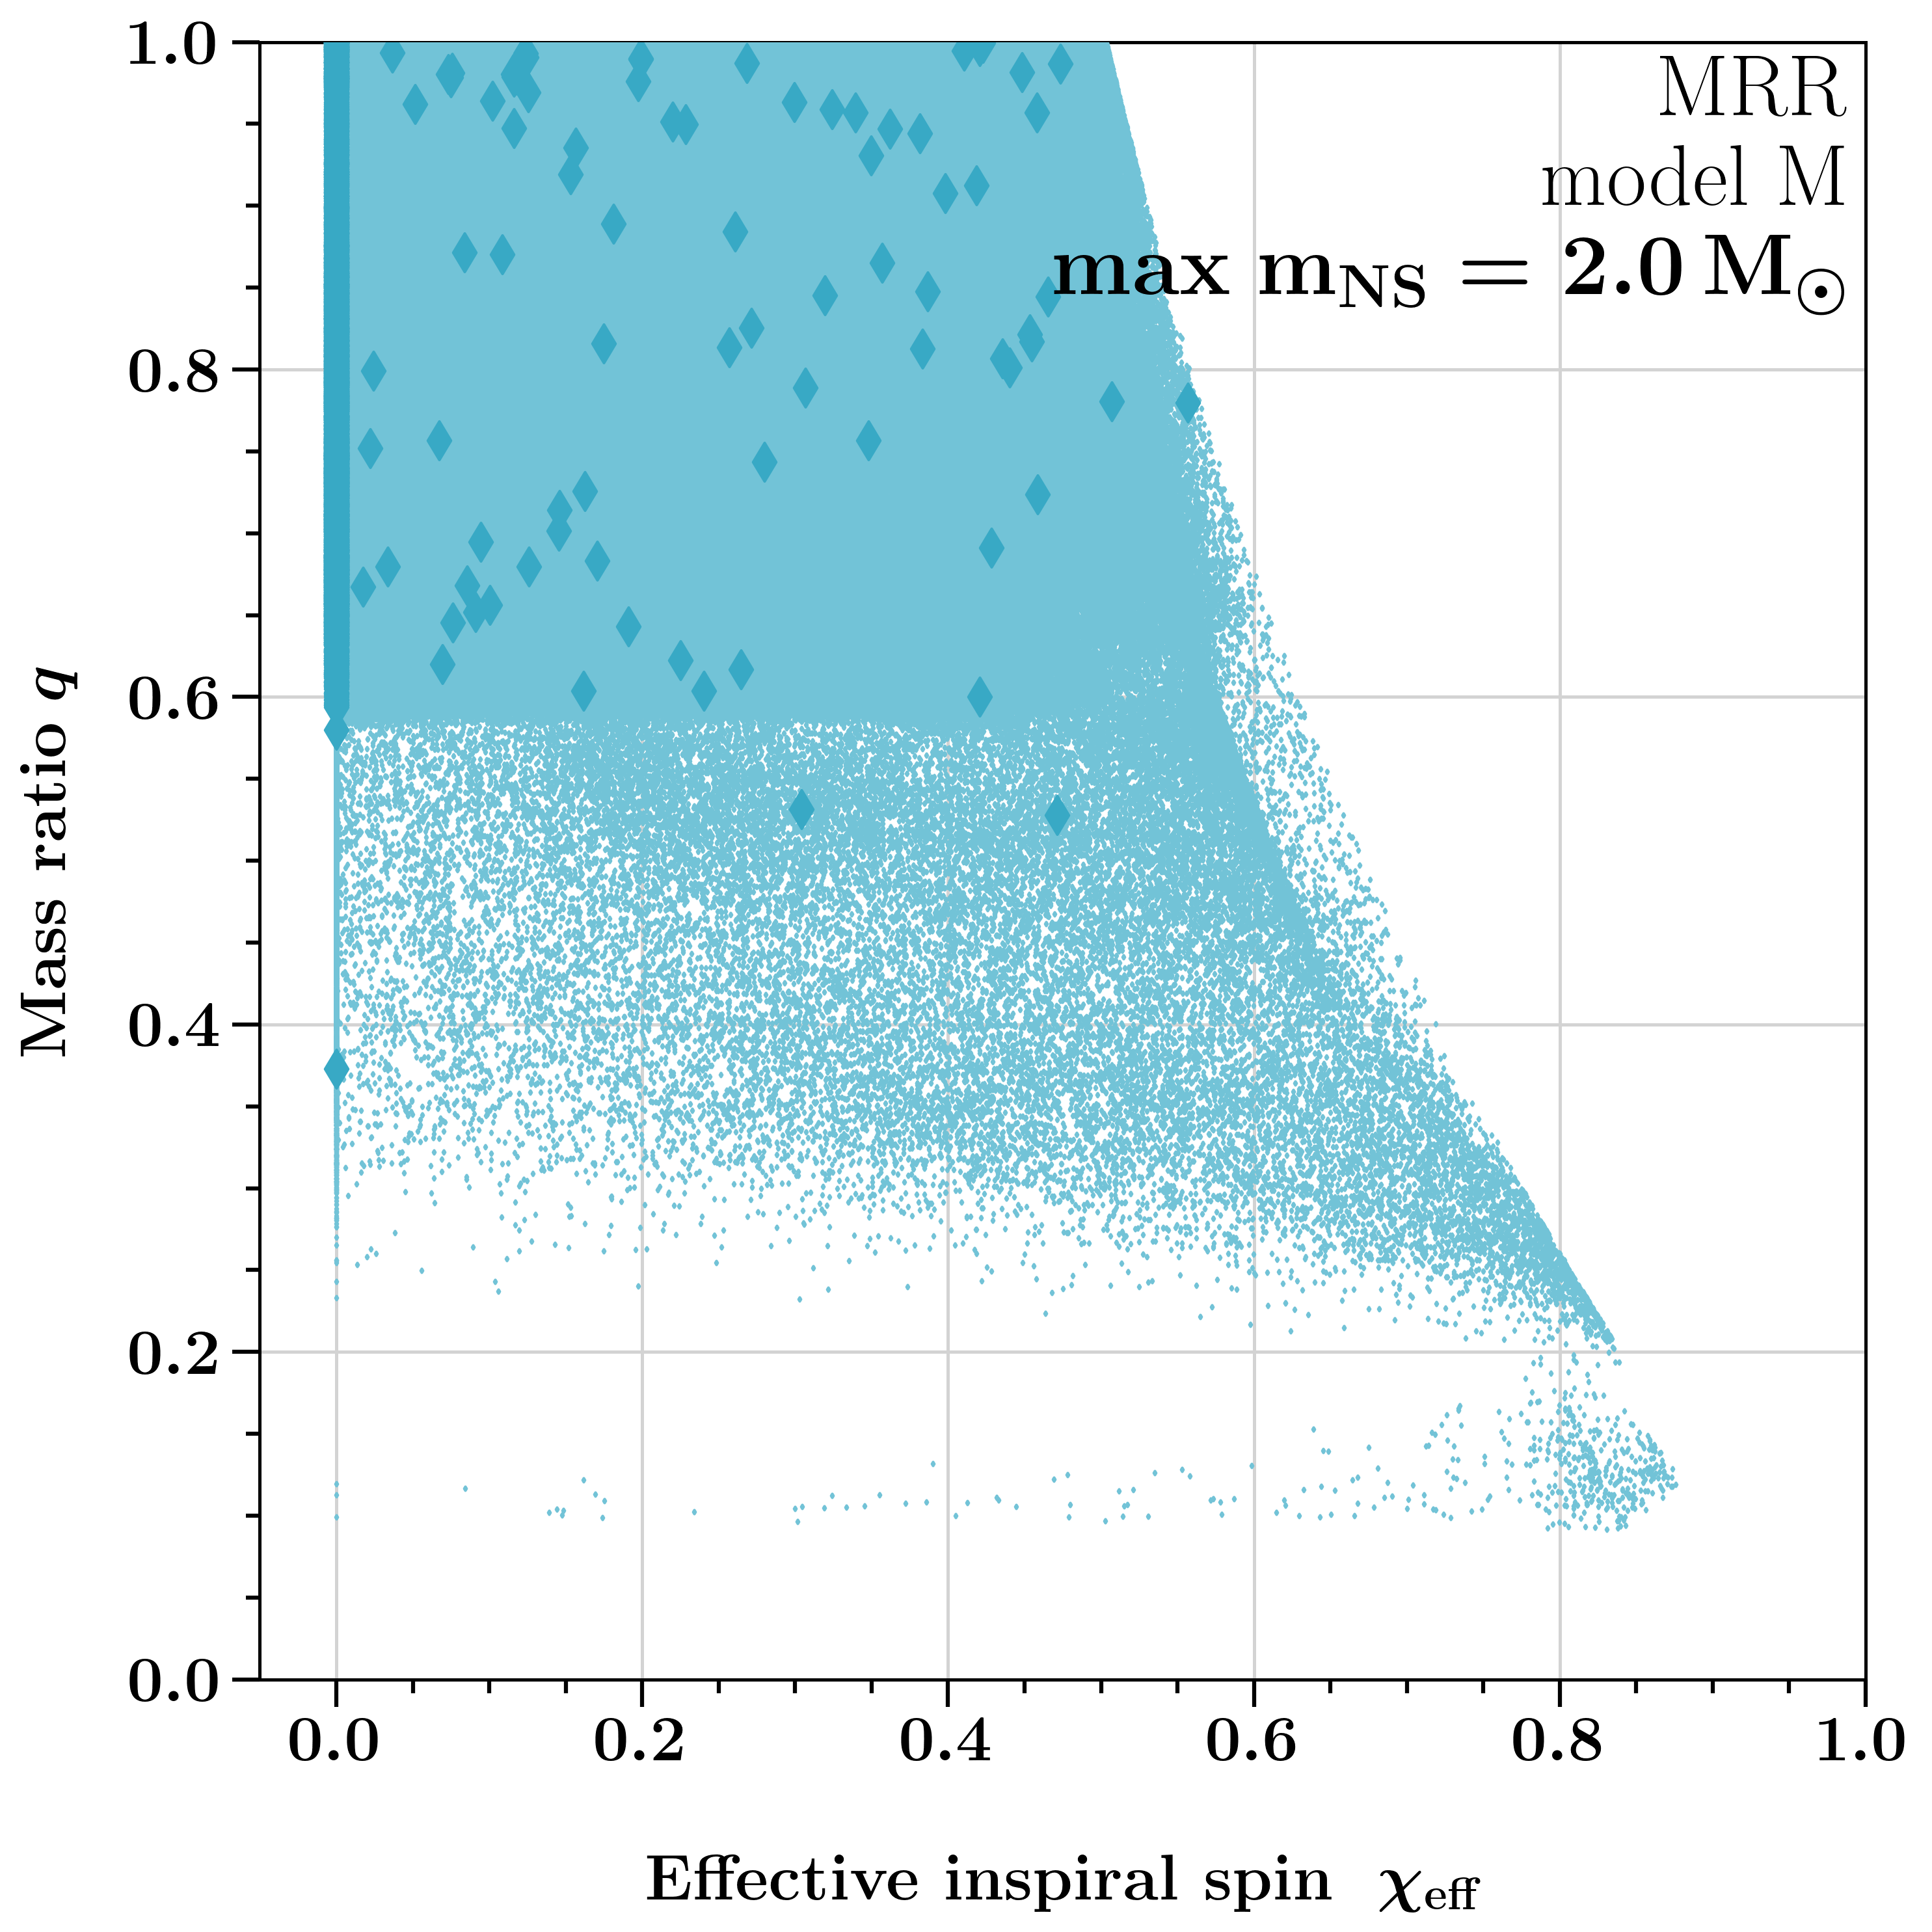 MRR
model M
max m_NS = 2.0 M_⊙
Mass ratio q
1.0
0.8
0.6
0.4
0.2
0.0
0.0 0.2 0.4 0.6 0.8 1.0
Effective inspiral spin χ_eff